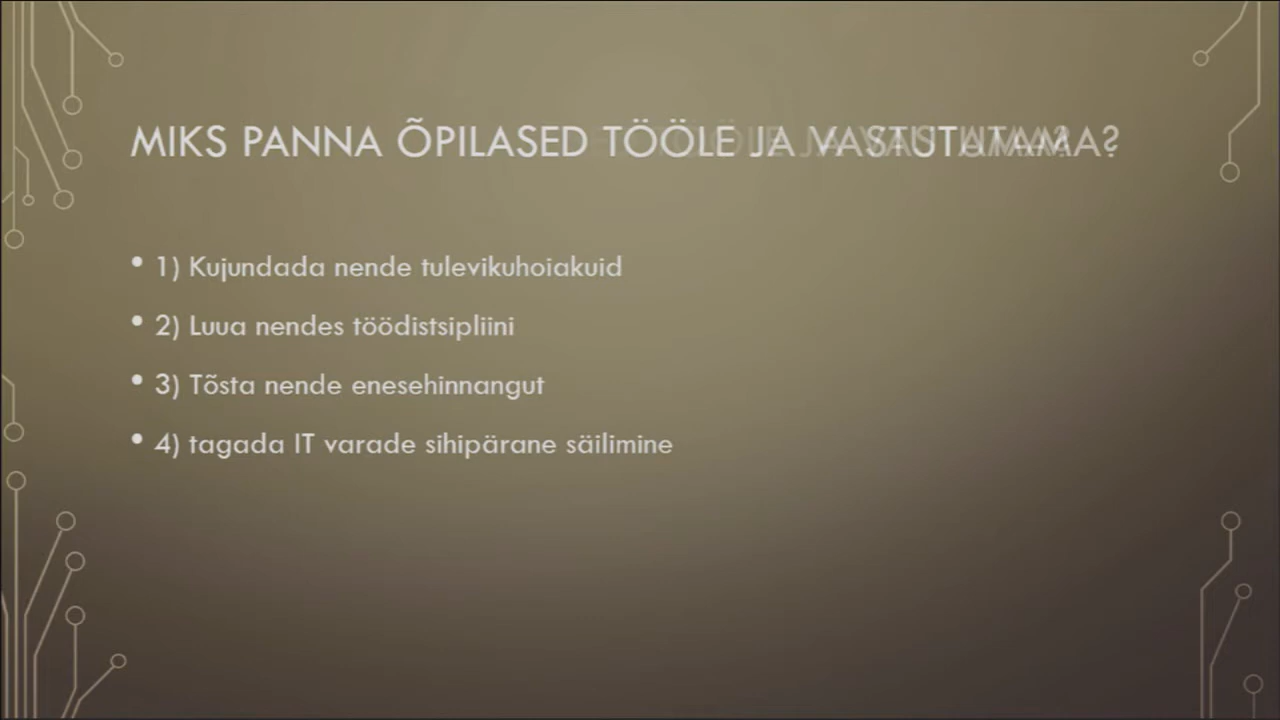 MIKS PANNA ÕPILASED TÖÖLE JA VASTUTAMA?
• 1) Kujundada nende tulevikuhoiakuid
• 2) Luua nendes töödistsipliini
• 3) Tõsta nende enesehinnangut
• 4) tagada IT varade sihipärane säilimine